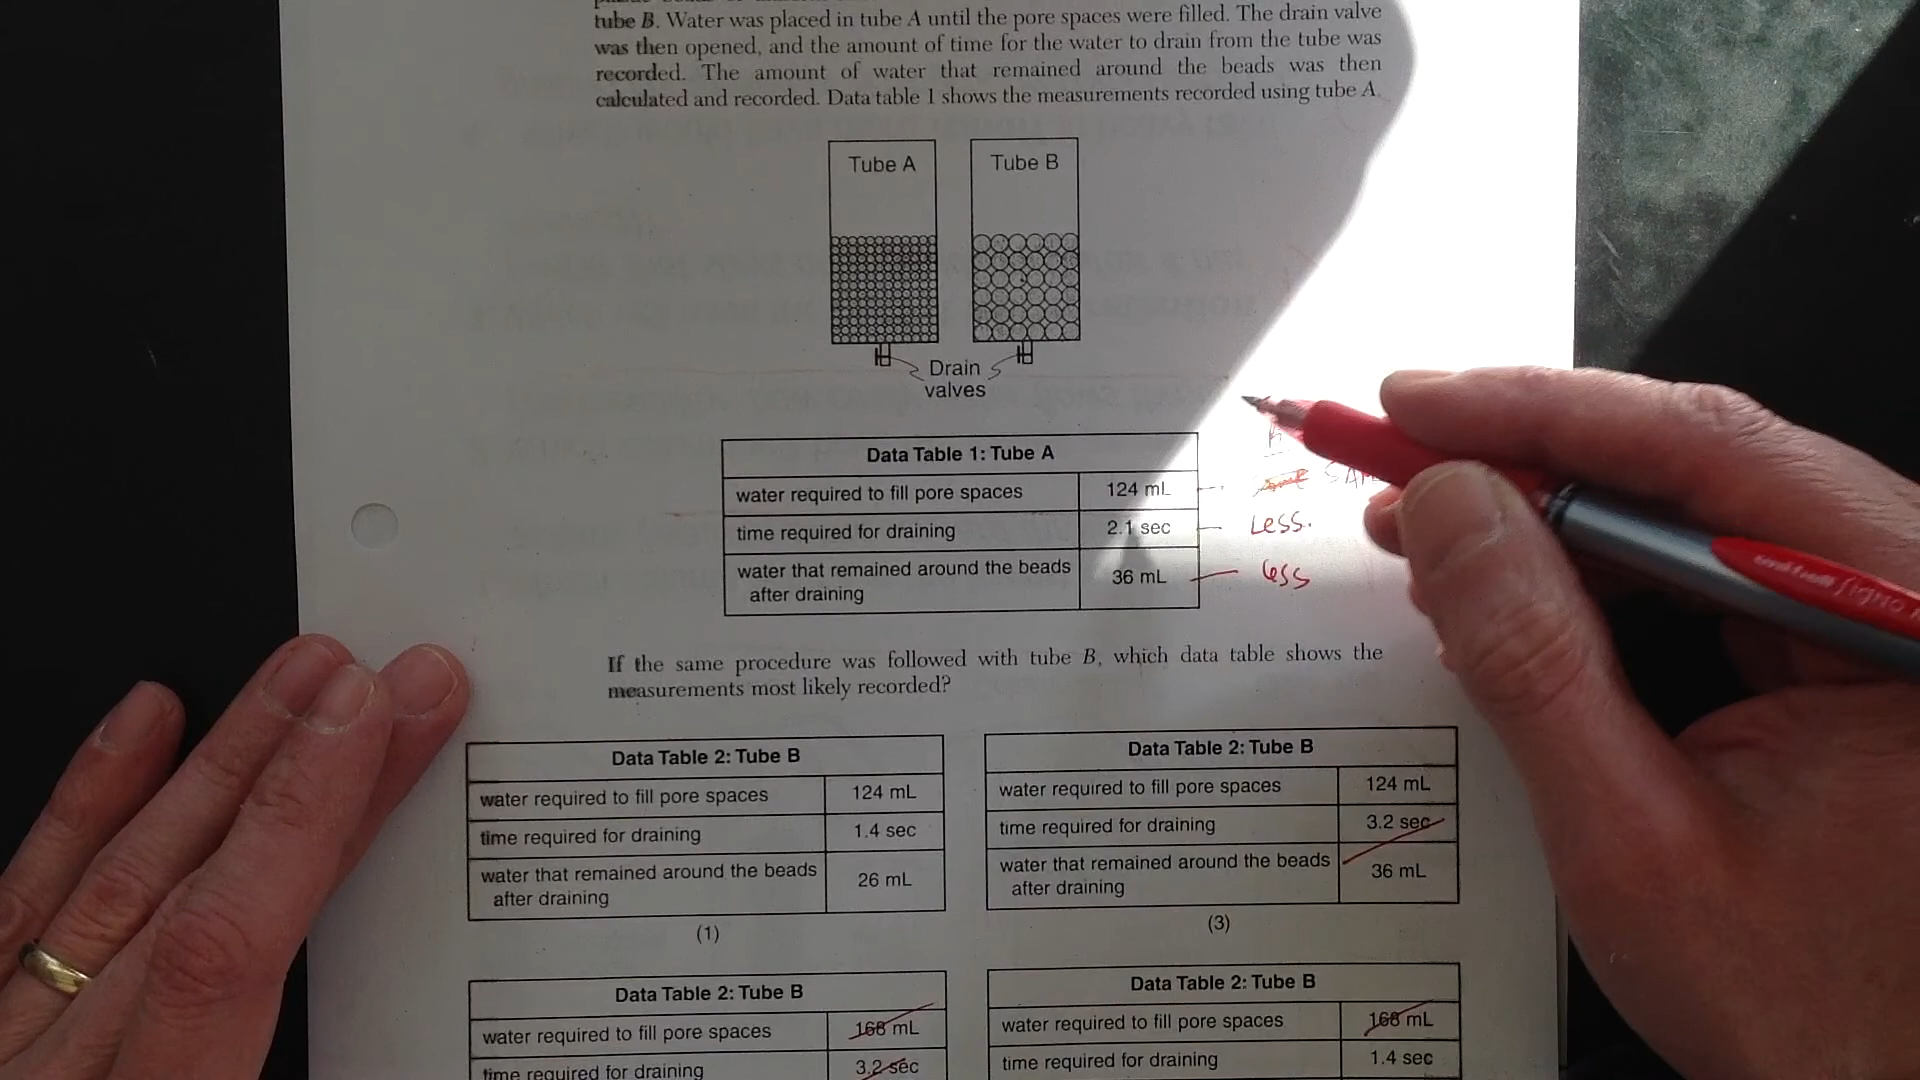 tube B. Water was placed in tube A until the pore spaces were filled. The drain valve
was then opened, and the amount of time for the water to drain from the tube was
recorded. The amount of water that remained around the beads was then
calculated and recorded. Data table 1 shows the measurements recorded using tube A.
Tube A
Tube B
Drain
valves
Data Table 1: Tube A
water required to fill pore spaces 124 mL
time required for draining 2.1 sec Less.
water that remained around the beads
after draining 36 mL less
If the same procedure was followed with tube B, which data table shows the
measurements most likely recorded?
Data Table 2: Tube B
water required to fill pore spaces 124 mL
time required for draining 1.4 sec
water that remained around the beads
after draining 26 mL
(1)
Data Table 2: Tube B
water required to fill pore spaces 124 mL
time required for draining 3.2 sec
water that remained around the beads
after draining 36 mL
(3)
Data Table 2: Tube B
water required to fill pore spaces 168 mL
time required for draining 3.2 sec
Data Table 2: Tube B
water required to fill pore spaces 168 mL
time required for draining 1.4 sec